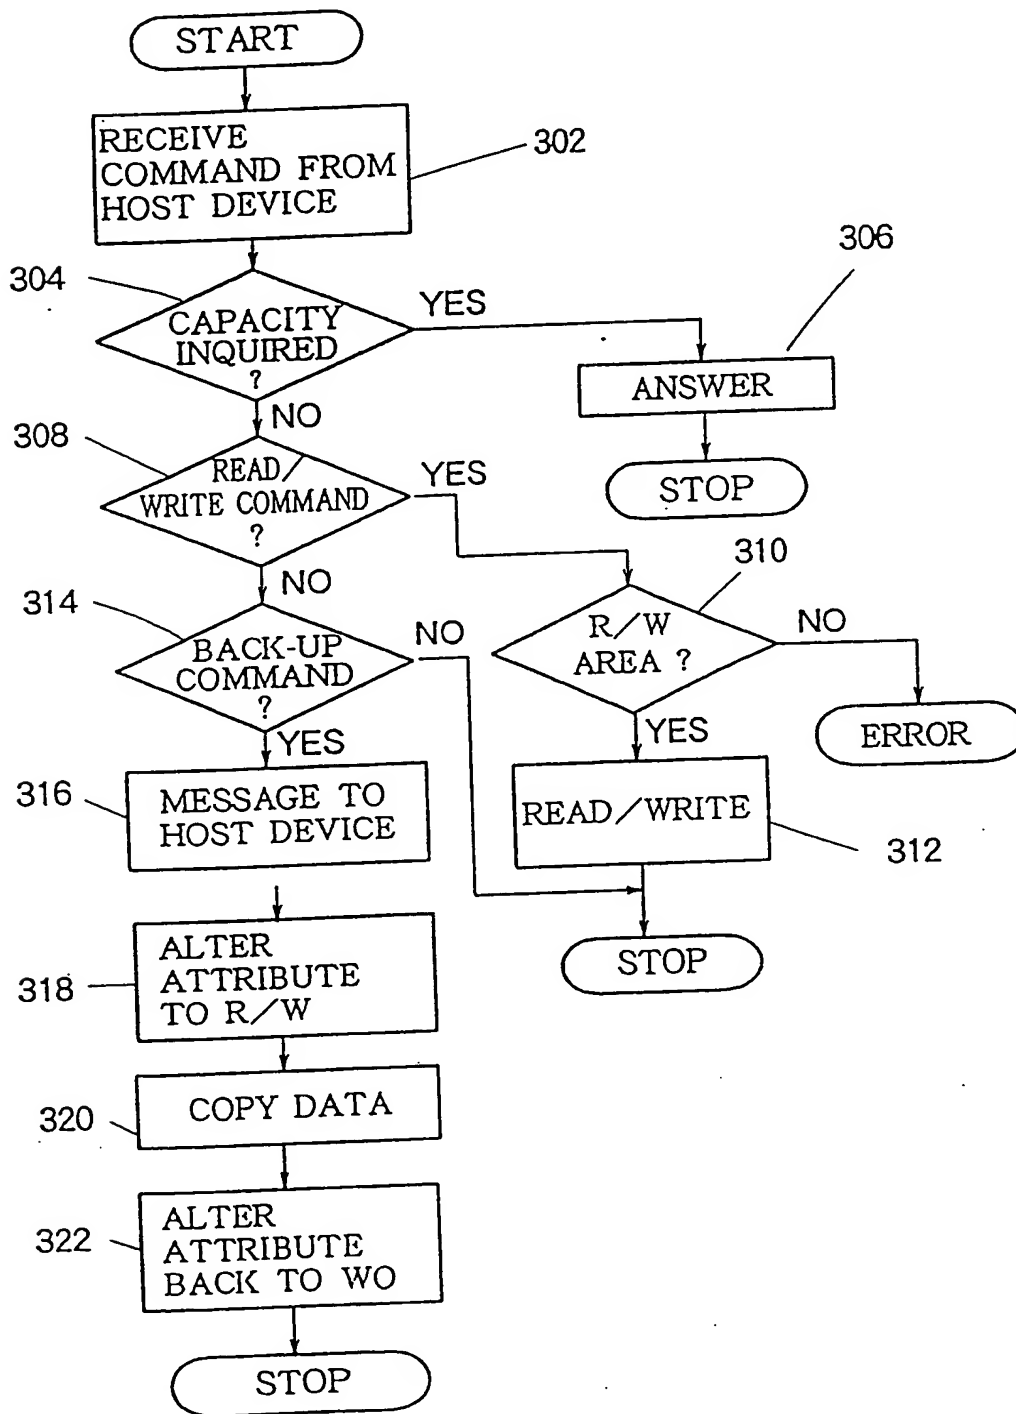 START
RECEIVE
COMMAND FROM
HOST DEVICE
302
304
CAPACITY
INQUIRED
?
YES
306
ANSWER
STOP
NO
308
READ/
WRITE COMMAND
?
YES
310
R/W
AREA ?
NO
ERROR
NO
314
BACK-UP
COMMAND
?
NO
YES
READ/WRITE
312
STOP
YES
316
MESSAGE TO
HOST DEVICE
318
ALTER
ATTRIBUTE
TO R/W
320
COPY DATA
322
ALTER
ATTRIBUTE
BACK TO WO
STOP